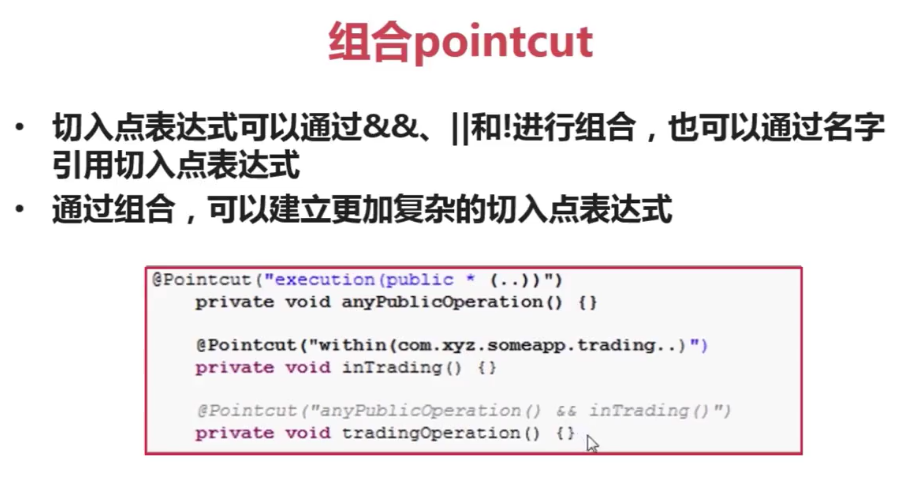 组合pointcut
• 切入点表达式可以通过&&、||和!进行组合，也可以通过名字
引用切入点表达式
• 通过组合，可以建立更加复杂的切入点表达式
@Pointcut("execution(public * (..))")
private void anyPublicOperation() {}
@Pointcut("within(com.xyz.someapp.trading..)")
private void inTrading() {}
@Pointcut("anyPublicOperation() && inTrading()")
private void tradingOperation() {}